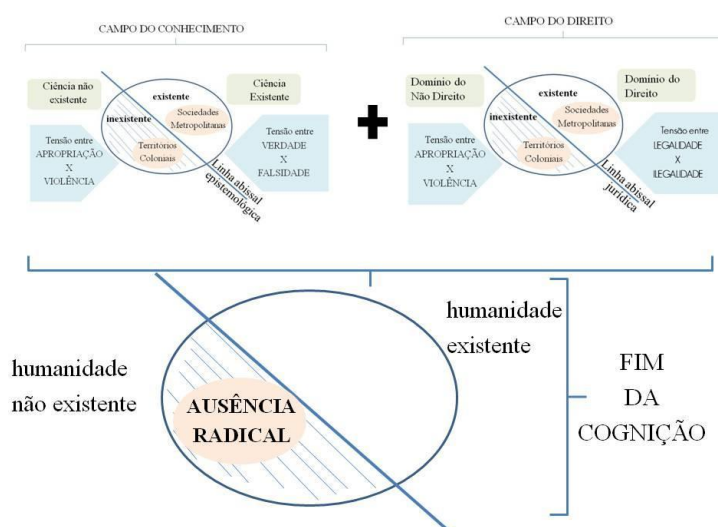 CAMPO DO CONHECIMENTO
Ciência não
existente
existente
inexistente
Sociedades
Metropolitanas
Territórios
Coloniais
Ciência
Existente
Tensão entre
APROPRIAÇÃO
X
VIOLÊNCIA
Tensão entre
VERDADE
X
FALSIDADE
Linha abissal
epistemológica
+
CAMPO DO DIREITO
Domínio do
Não Direito
existente
inexistente
Sociedades
Metropolitanas
Territórios
Coloniais
Domínio do
Direito
Tensão entre
APROPRIAÇÃO
X
VIOLÊNCIA
Tensão entre
LEGALIDADE
X
ILEGALIDADE
Linha abissal
jurídica
humanidade
não existente
AUSÊNCIA
RADICAL
humanidade
existente
FIM
DA
COGNIÇÃO